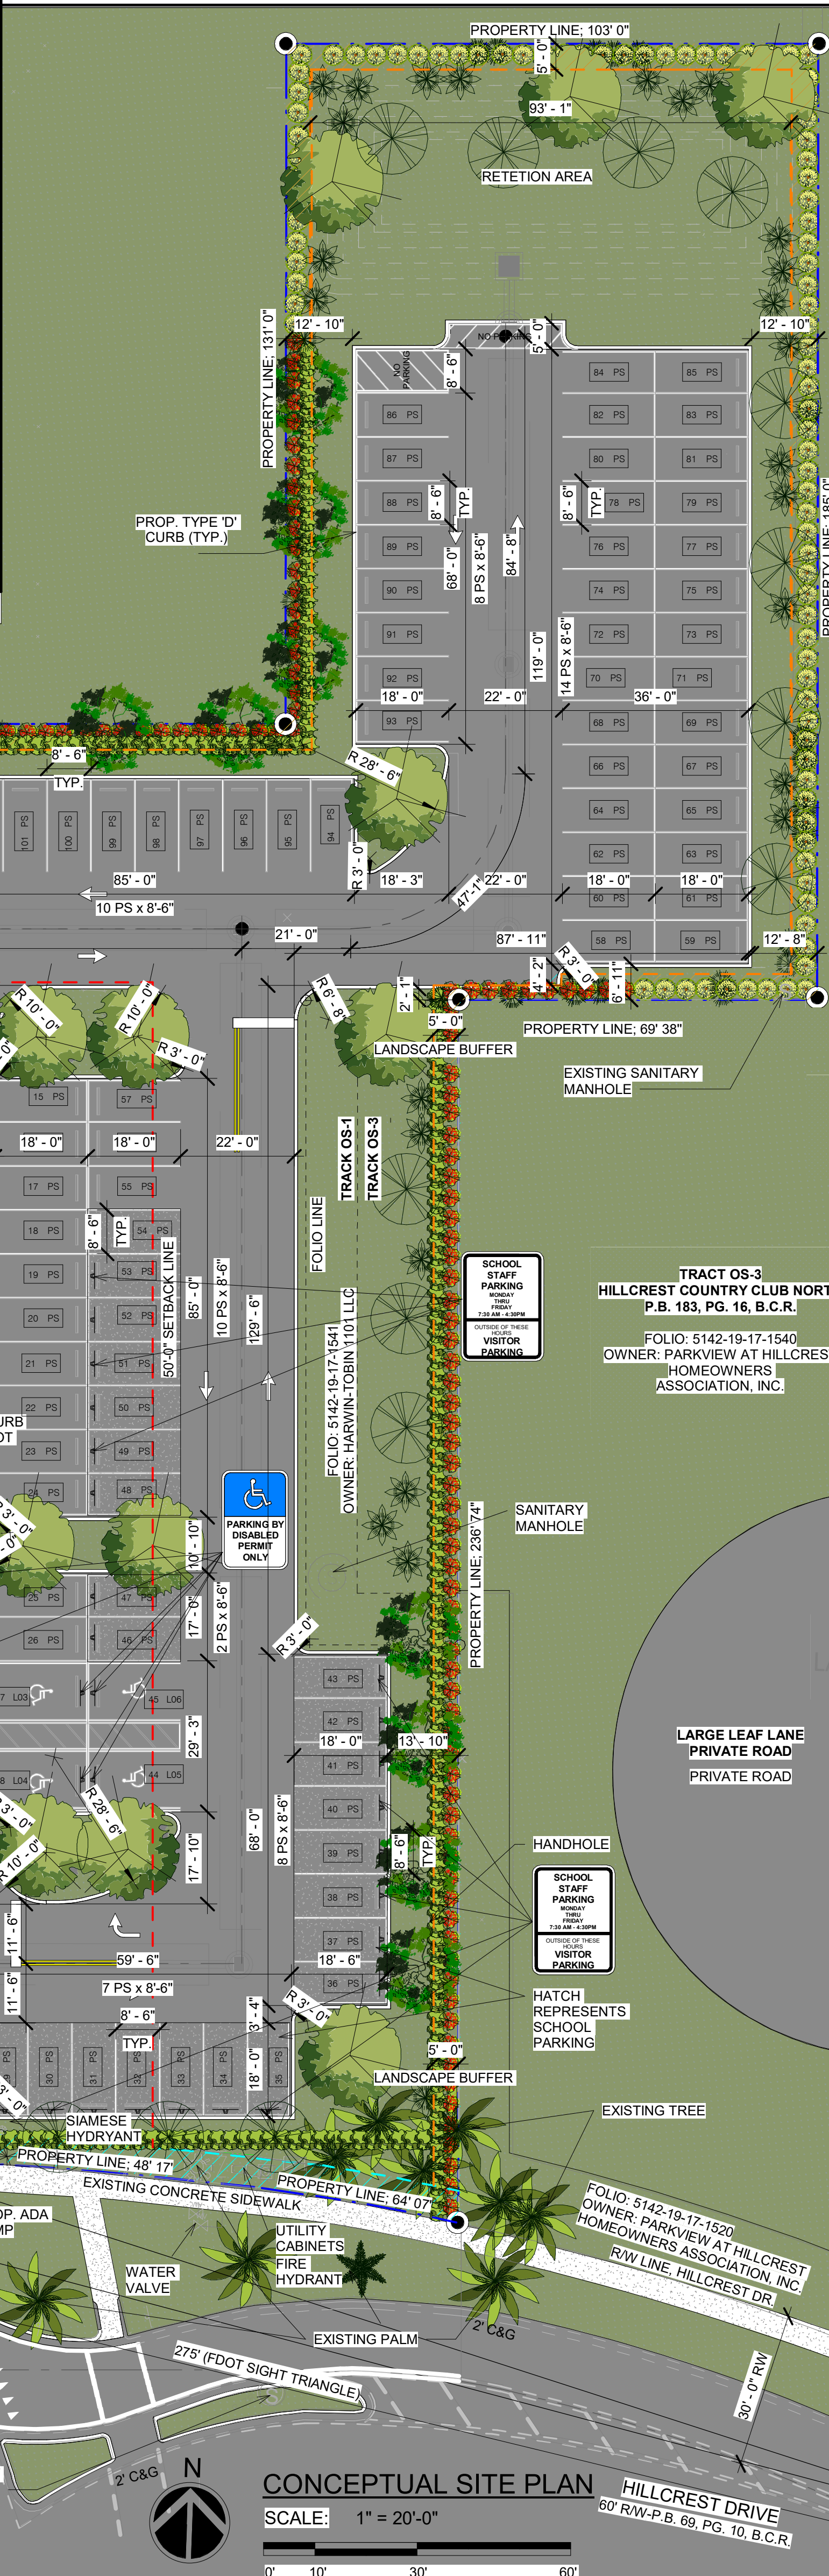 PROPERTY LINE; 103' 0"
5' - 0"
93' - 1"
RETETION AREA
12' - 10"
12' - 10"
NO PARKING
5' - 0"
PROPERTY LINE; 131' 0"
NO
PARKING
8' - 6"
84 PS
85 PS
86 PS
82 PS
83 PS
87 PS
80 PS
81 PS
88 PS
8' - 6"
TYP.
8' - 6"
TYP.
78 PS
79 PS
PROPERTY LINE; 185' 0"
PROP. TYPE 'D'
CURB (TYP.)
89 PS
68' - 0"
8 PS x 8'-6"
84' - 8"
76 PS
77 PS
90 PS
74 PS
75 PS
91 PS
119' - 0"
14 PS x 8'-6"
72 PS
73 PS
92 PS
70 PS
71 PS
18' - 0"
22' - 0"
36' - 0"
93 PS
68 PS
69 PS
8' - 6"
TYP.
R 28' - 6"
66 PS
67 PS
101 PS
100 PS
99 PS
98 PS
97 PS
96 PS
95 PS
94 PS
64 PS
65 PS
62 PS
63 PS
85' - 0"
R 3' - 0"
18' - 3"
47'-1"
22' - 0"
18' - 0"
18' - 0"
10 PS x 8'-6"
60 PS
61 PS
21' - 0"
87' - 11"
58 PS
59 PS
12' - 8"
4' - 2"
R 3' - 0"
6' - 11"
R 10' - 0"
R 10' - 0"
R 6' - 8"
2' - 1"
5' - 0"
PROPERTY LINE; 69' 38"
R 3' - 0"
LANDSCAPE BUFFER
EXISTING SANITARY
MANHOLE
15 PS
57 PS
18' - 0"
18' - 0"
22' - 0"
TRACK OS-1
TRACK OS-3
17 PS
55 PS
18 PS
8' - 6"
TYP.
54 PS
FOLIO LINE
19 PS
53 PS
50'-0" SETBACK LINE
85' - 0"
10 PS x 8'-6"
129' - 6"
SCHOOL
STAFF
PARKING
MONDAY
THRU
FRIDAY
7:30 AM - 4:30PM
OUTSIDE OF THESE
HOURS
VISITOR
PARKING
TRACT OS-3
HILLCREST COUNTRY CLUB NORT
P.B. 183, PG. 16, B.C.R.
FOLIO: 5142-19-17-1540
OWNER: PARKVIEW AT HILLCRES
HOMEOWNERS
ASSOCIATION, INC.
20 PS
52 PS
21 PS
51 PS
22 PS
50 PS
FOLIO: 5142-19-17-1541
OWNER: HARWIN-TOBIN 1101 LLC
URB
OT
23 PS
49 PS
24 PS
48 PS
PARKING BY
DISABLED
PERMIT
ONLY
SANITARY
MANHOLE
PROPERTY LINE; 236' 74"
3' - 0"
10' - 10"
25 PS
47 PS
17' - 0"
2 PS x 8'-6"
26 PS
46 PS
R 3' - 0"
43 PS
7 L03
45 L06
42 PS
29' - 3"
18' - 0"
13' - 10"
LARGE LEAF LANE
PRIVATE ROAD
PRIVATE ROAD
41 PS
8 L04
44 L05
40 PS
R 28' - 6"
3' - 0"
R 10' - 0"
17' - 10"
68' - 0"
8 PS x 8'-6"
39 PS
8' - 6"
TYP.
HANDHOLE
38 PS
SCHOOL
STAFF
PARKING
MONDAY
THRU
FRIDAY
7:30 AM - 4:30PM
OUTSIDE OF THESE
HOURS
VISITOR
PARKING
11' - 6"
37 PS
59' - 6"
18' - 6"
11' - 6"
7 PS x 8'-6"
36 PS
8' - 6"
TYP.
3' - 4"
R 3' - 0"
HATCH
REPRESENTS
SCHOOL
PARKING
30 PS
31 PS
32 PS
33 PS
34 PS
18' - 0"
35 PS
5' - 0"
LANDSCAPE BUFFER
SIAMESE
HYDRYANT
EXISTING TREE
PROPERTY LINE; 48' 17'
PROPERTY LINE; 64' 07'
EXISTING CONCRETE SIDEWALK
FOLIO: 5142-19-17-1520
OWNER: PARKVIEW AT HILLCREST
HOMEOWNERS ASSOCIATION, INC.
R/W LINE, HILLCREST DR.
OP. ADA
MP
UTILITY
CABINETS
FIRE
HYDRANT
WATER
VALVE
EXISTING PALM
2' C&G
275' (FDOT SIGHT TRIANGLE)
30' - 0" RW
2' C&G
N
CONCEPTUAL SITE PLAN
SCALE: 1" = 20'-0"
HILLCREST DRIVE
60' R/W-P.B. 69, PG. 10, B.C.R.
0' 10' 30' 60'